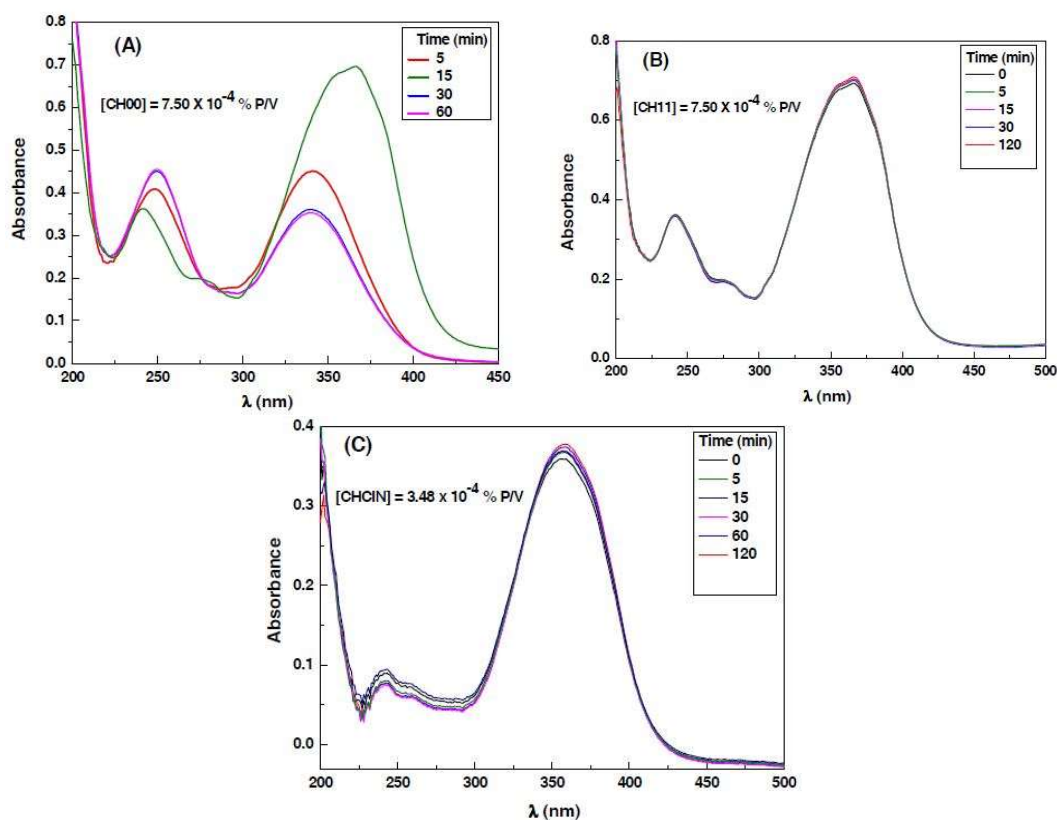 (A)
Time (min)
5
15
30
60
[CH00] = 7.50 X 10⁻⁴ % P/V
Absorbance
0.8
0.7
0.6
0.5
0.4
0.3
0.2
0.1
0.0
200 250 300 350 400 450
λ (nm)
(B)
Time (min)
0
5
15
30
120
[CH11] = 7.50 X 10⁻⁴ % P/V
Absorbance
0.8
0.6
0.4
0.2
0.0
200 250 300 350 400 450 500
λ (nm)
(C)
Time (min)
0
5
15
30
60
120
[CHCIN] = 3.48 x 10⁻⁴ % P/V
Absorbance
0.4
0.3
0.2
0.1
0.0
200 250 300 350 400 450 500
λ (nm)